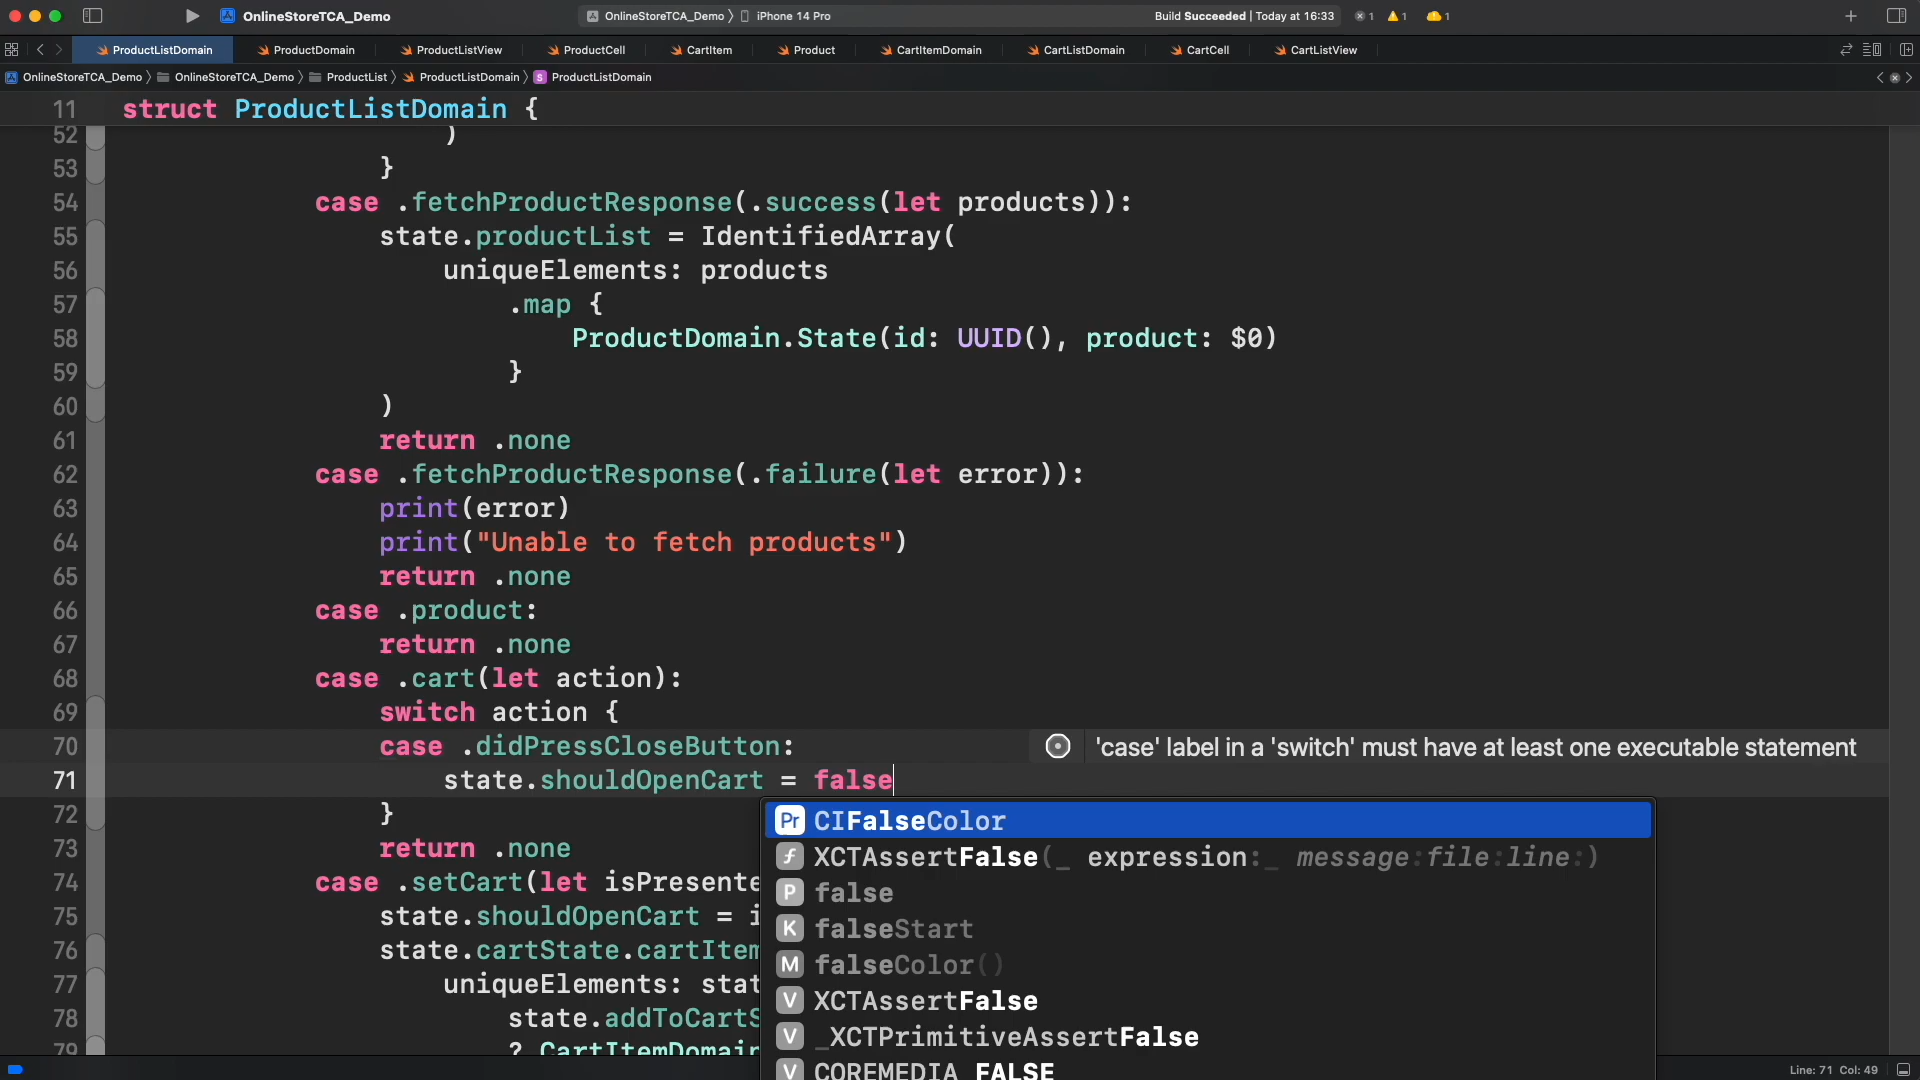 OnlineStoreTCA_Demo
OnlineStoreTCA_Demo 〉 iPhone 14 Pro
Build Succeeded | Today at 16:33
1 1 1
ProductListDomain ProductDomain ProductListView ProductCell CartItem Product CartItemDomain CartListDomain CartCell CartListView
OnlineStoreTCA_Demo 〉 OnlineStoreTCA_Demo 〉 ProductList 〉 ProductListDomain 〉 S ProductListDomain
11 struct ProductListDomain {
52 )
53 }
54 case .fetchProductResponse(.success(let products)):
55 state.productList = IdentifiedArray(
56 uniqueElements: products
57 .map {
58 ProductDomain.State(id: UUID(), product: $0)
59 }
60 )
61 return .none
62 case .fetchProductResponse(.failure(let error)):
63 print(error)
64 print("Unable to fetch products")
65 return .none
66 case .product:
67 return .none
68 case .cart(let action):
69 switch action {
70 case .didPressCloseButton:
'case' label in a 'switch' must have at least one executable statement
71 state.shouldOpenCart = false
72 }
73 return .none
74 case .setCart(let isPresente
75 state.shouldOpenCart = i
76 state.cartState.cartItem
77 uniqueElements: stat
78 state.addToCartS
79 ? CartItemDomain
Pr CIFalseColor
f XCTAssertFalse(_ expression:_ message:file:line:)
P false
K falseStart
M falseColor()
V XCTAssertFalse
V _XCTPrimitiveAssertFalse
V COREMEDIA_FALSE
Line: 71 Col: 49